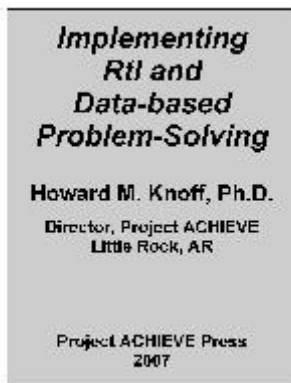 Implementing
RtI and
Data-based
Problem-Solving
Howard M. Knoff, Ph.D.
Director, Project ACHIEVE
Little Rock, AR
Project ACHIEVE Press
2007